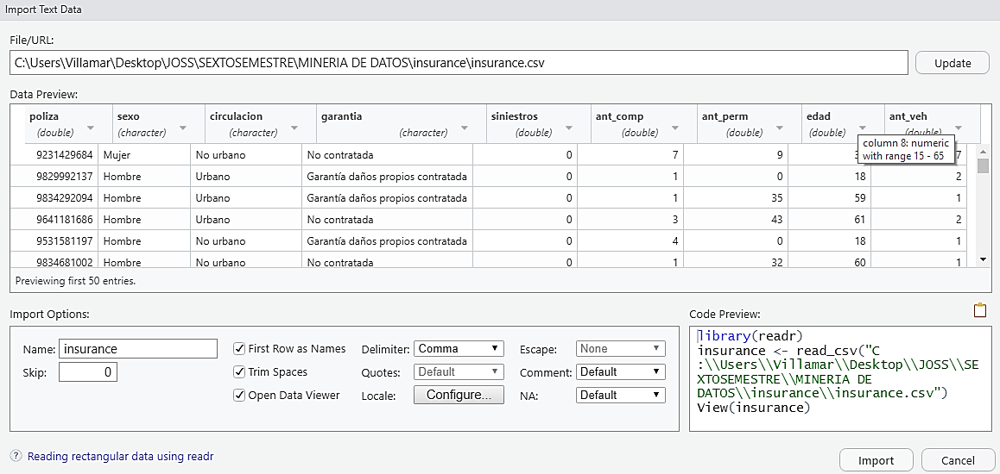 Import Text Data
File/URL:
C:\Users\Villamar\Desktop\JOSS\SEXTOSEMESTRE\MINERIA DE DATOS\insurance\insurance.csv
Update
Data Preview:
poliza sexo circulacion garantia siniestros ant_comp ant_perm edad ant_veh
(double) (character) (character) (character) (double) (double) (double) (double) (double)
column 8: numeric
with range 15 - 65
9231429684 Mujer No urbano No contratada 0 7 9 7
9829992137 Hombre Urbano Garantía daños propios contratada 0 1 0 18 2
9834292094 Hombre Urbano Garantía daños propios contratada 0 1 35 59 1
9641181686 Hombre Urbano No contratada 0 3 43 61 2
9531581197 Hombre No urbano Garantía daños propios contratada 0 4 0 18 1
9834681002 Hombre No urbano No contratada 0 1 32 60 1
Previewing first 50 entries.
Import Options:
Name: insurance
Skip: 0
First Row as Names
Trim Spaces
Open Data Viewer
Delimiter: Comma
Quotes: Default
Locale: Configure...
Escape: None
Comment: Default
NA: Default
Code Preview:
library(readr)
insurance <- read_csv("C
:\\Users\\Villamar\\Desktop\\JOSS\\SE
XTOSEMESTRE\\MINERIA DE
DATOS\\insurance\\insurance.csv")
View(insurance)
? Reading rectangular data using readr
Import
Cancel